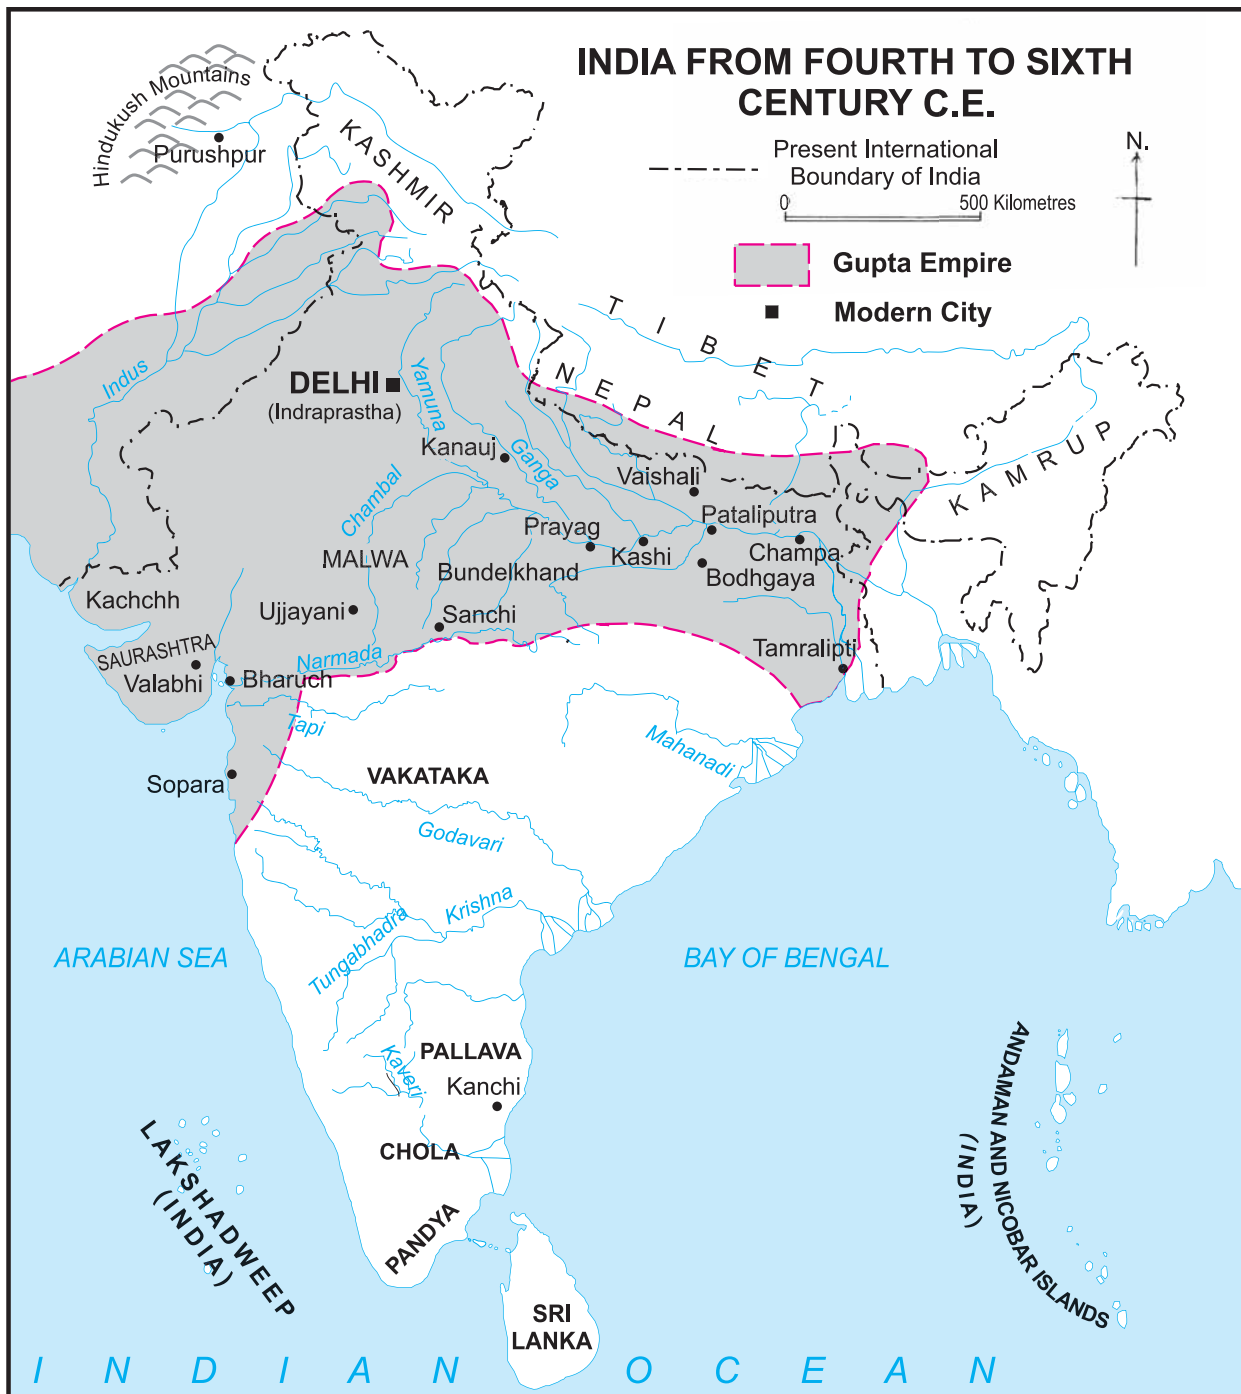 INDIA FROM FOURTH TO SIXTH
CENTURY C.E.
Present International
Boundary of India
0 500 Kilometres
N.
Gupta Empire
Modern City
Hindukush Mountains
Purushpur
KASHMIR
TIBET
NEPAL
KAMRUP
Indus
DELHI
(Indraprastha)
Yamuna
Kanauj
Ganga
Chambal
Vaishali
Pataliputra
Prayag
Kashi
Champa
Bodhgaya
MALWA
Bundelkhand
Kachchh
Ujjayani
Sanchi
SAURASHTRA
Valabhi
Narmada
Bharuch
Tamralipti
Tapi
Mahanadi
Sopara
VAKATAKA
Godavari
Krishna
Tungabhadra
ARABIAN SEA
BAY OF BENGAL
PALLAVA
Kaveri
Kanchi
CHOLA
PANDYA
LAKSHADWEEP
(INDIA)
ANDAMAN AND NICOBAR ISLANDS
(INDIA)
SRI
LANKA
INDIAN OCEAN